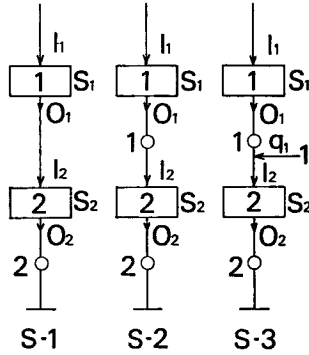 I₁ I₁ I₁
1 S₁ 1 S₁ 1 S₁
O₁ O₁ O₁
1 1 q₁ 1
I₂ I₂ I₂
2 S₂ 2 S₂ 2 S₂
O₂ O₂ O₂
2 2 2
S-1 S-2 S-3